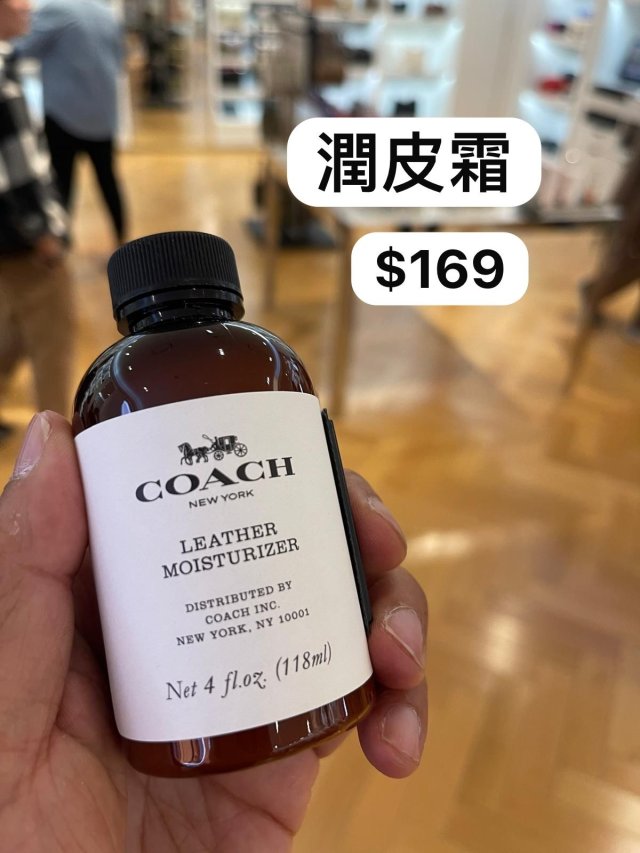 潤皮霜
$169
COACH
NEW YORK
LEATHER
MOISTURIZER
DISTRIBUTED BY
COACH INC.
NEW YORK, NY 10001
Net 4 fl.oz. (118ml)